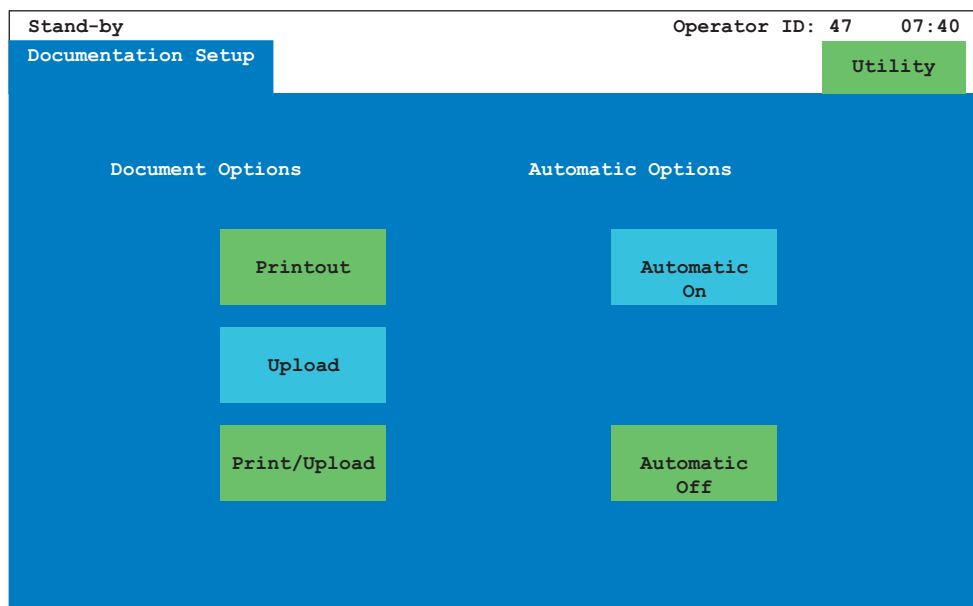 Stand-by Operator ID: 47 07:40
Documentation Setup
Utility
Document Options Automatic Options
Printout
Automatic
On
Upload
Print/Upload
Automatic
Off